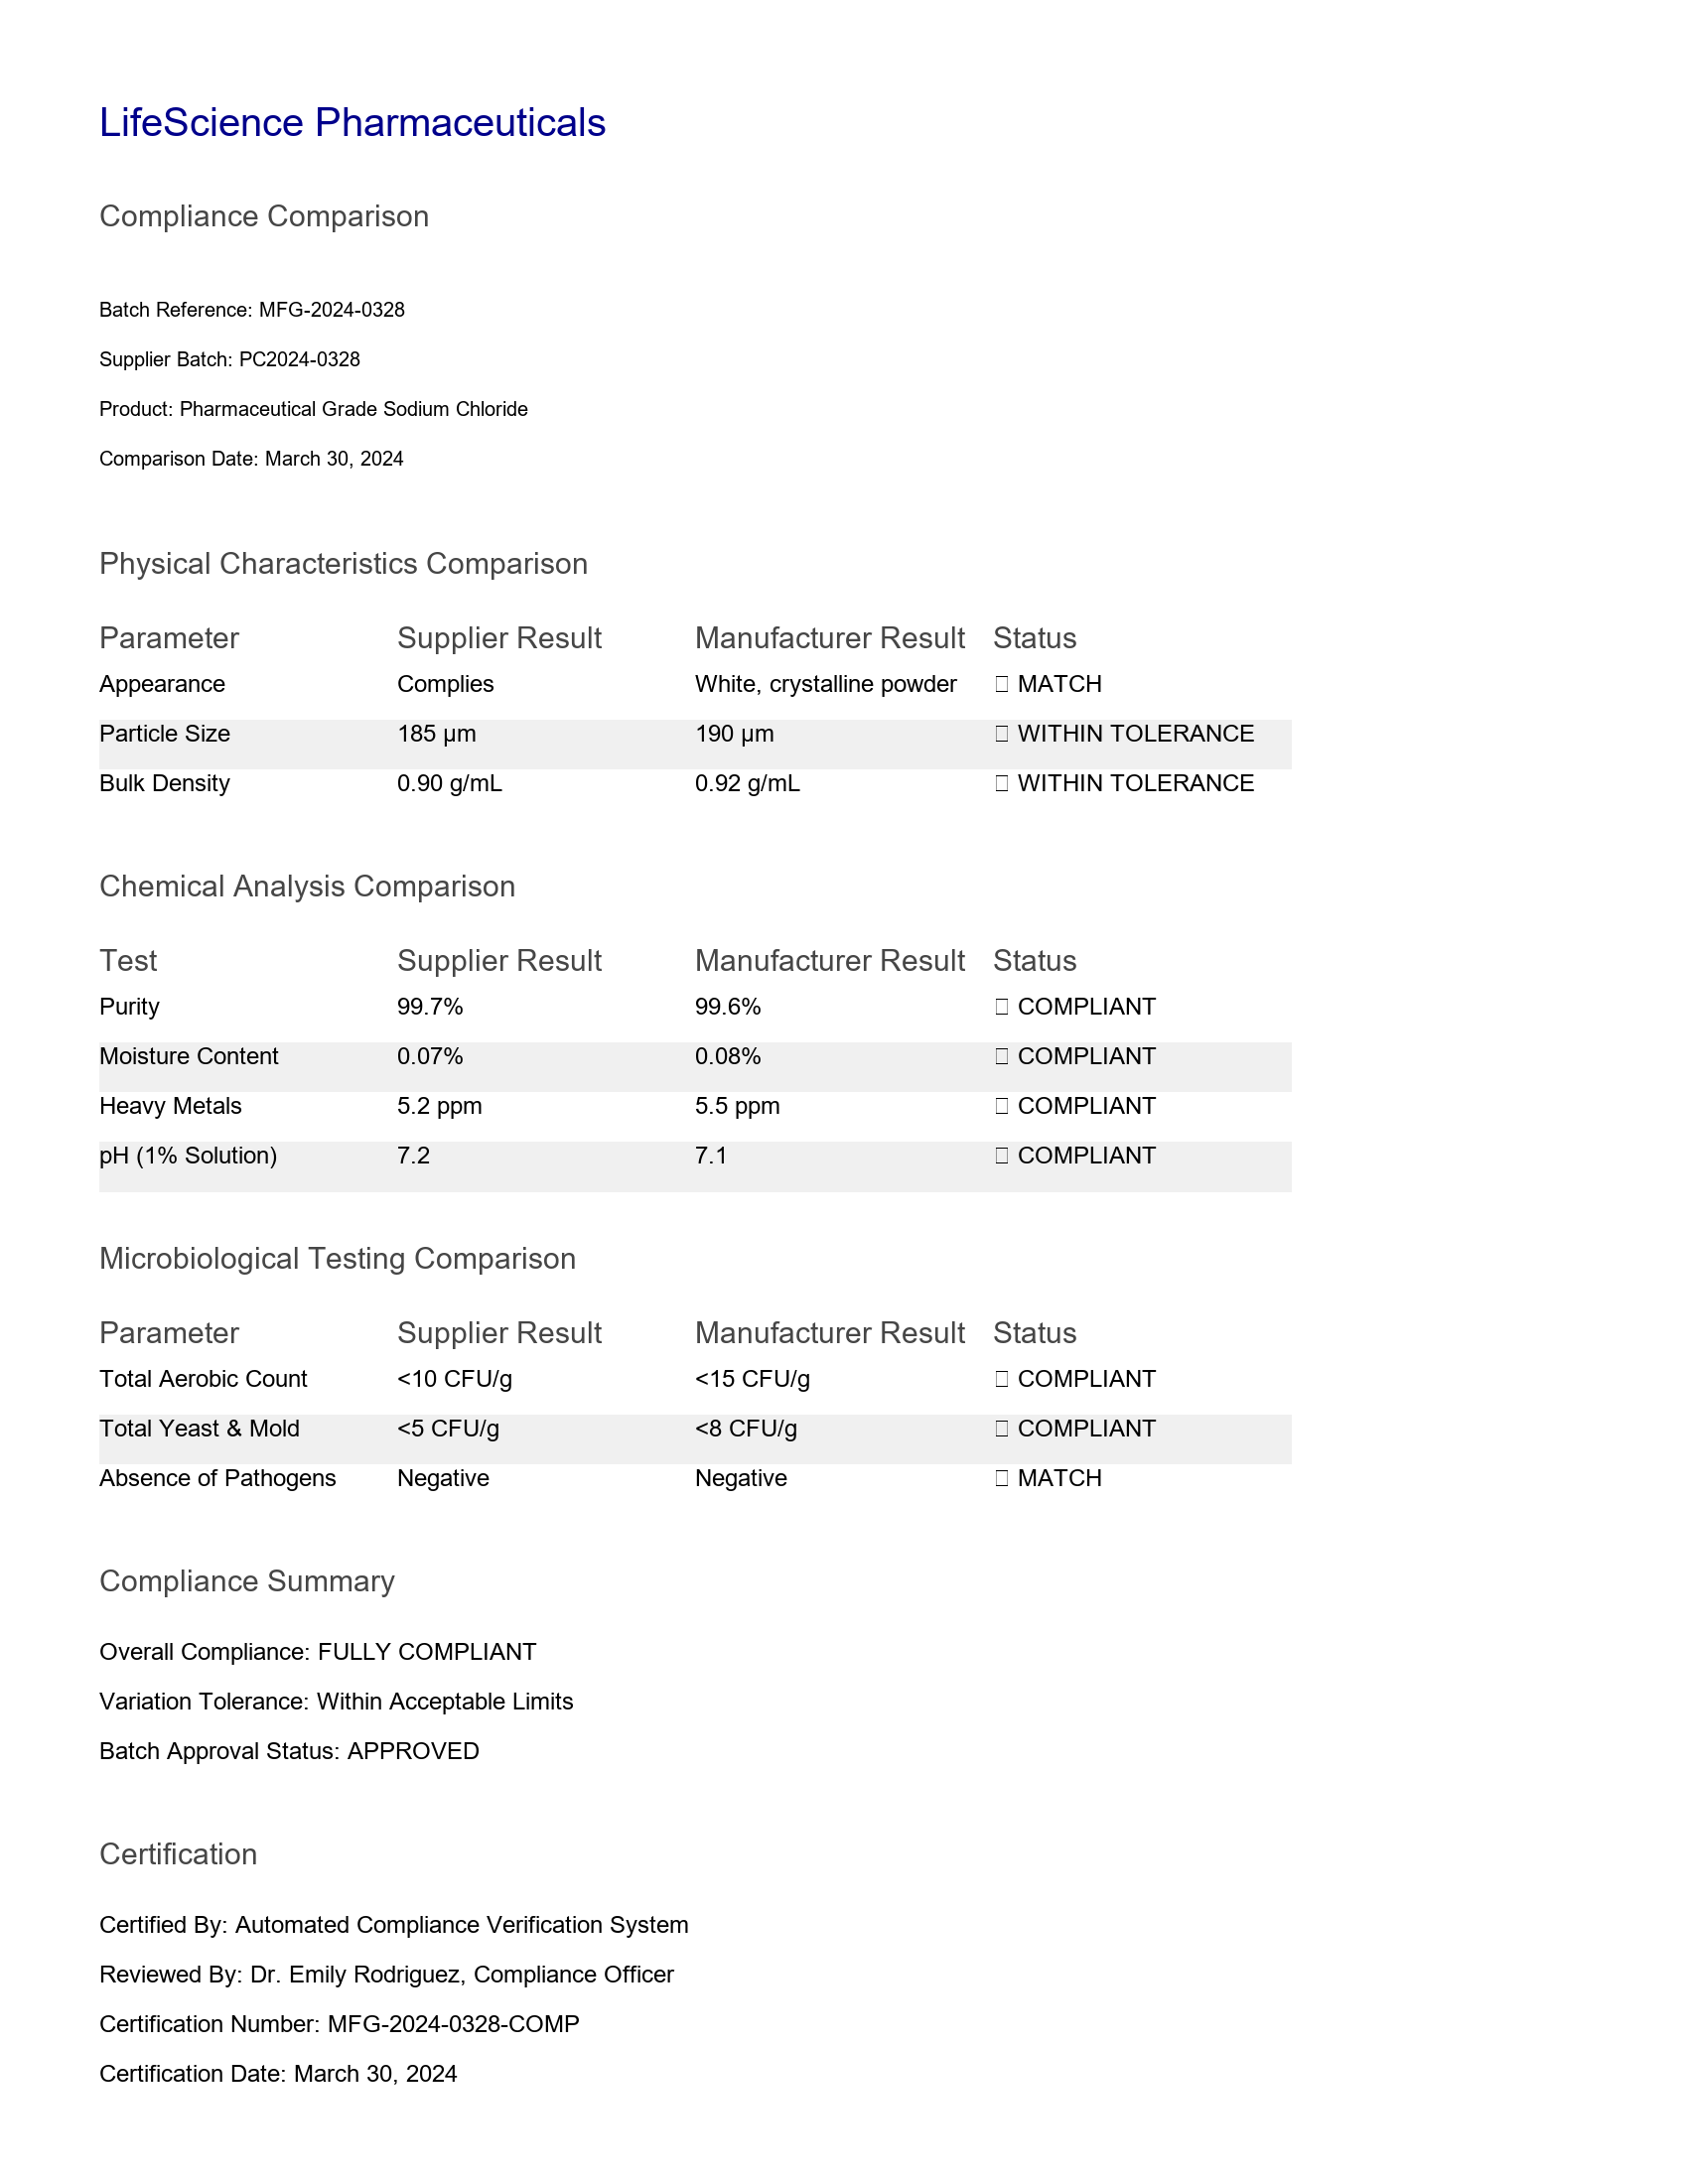 LifeScience Pharmaceuticals
Compliance Comparison
Batch Reference: MFG-2024-0328
Supplier Batch: PC2024-0328
Product: Pharmaceutical Grade Sodium Chloride
Comparison Date: March 30, 2024
Physical Characteristics Comparison
Parameter Supplier Result Manufacturer Result Status
Appearance Complies White, crystalline powder □ MATCH
Particle Size 185 µm 190 µm □ WITHIN TOLERANCE
Bulk Density 0.90 g/mL 0.92 g/mL □ WITHIN TOLERANCE
Chemical Analysis Comparison
Test Supplier Result Manufacturer Result Status
Purity 99.7% 99.6% □ COMPLIANT
Moisture Content 0.07% 0.08% □ COMPLIANT
Heavy Metals 5.2 ppm 5.5 ppm □ COMPLIANT
pH (1% Solution) 7.2 7.1 □ COMPLIANT
Microbiological Testing Comparison
Parameter Supplier Result Manufacturer Result Status
Total Aerobic Count <10 CFU/g <15 CFU/g □ COMPLIANT
Total Yeast & Mold <5 CFU/g <8 CFU/g □ COMPLIANT
Absence of Pathogens Negative Negative □ MATCH
Compliance Summary
Overall Compliance: FULLY COMPLIANT
Variation Tolerance: Within Acceptable Limits
Batch Approval Status: APPROVED
Certification
Certified By: Automated Compliance Verification System
Reviewed By: Dr. Emily Rodriguez, Compliance Officer
Certification Number: MFG-2024-0328-COMP
Certification Date: March 30, 2024